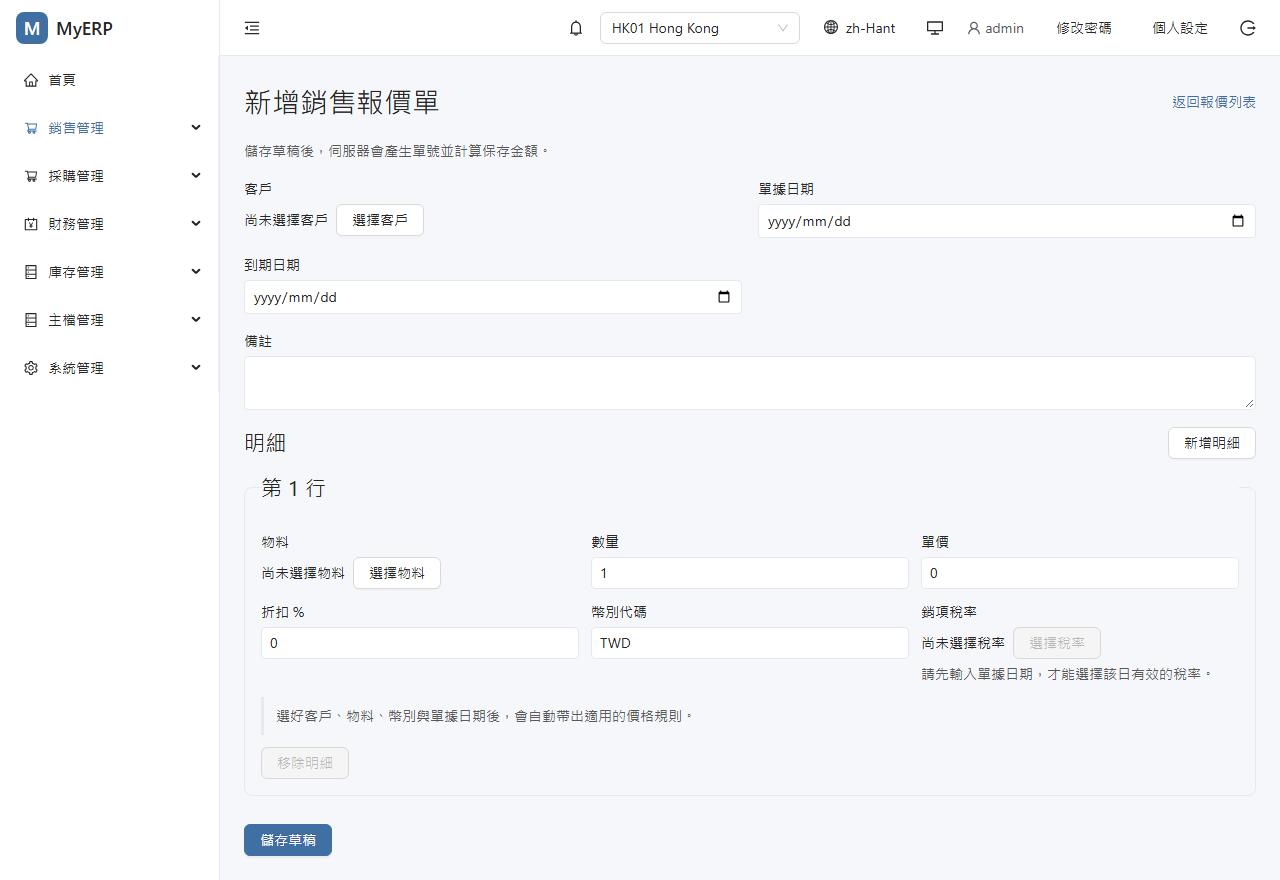 M MyERP
HK01 Hong Kong
zh-Hant
admin
修改密碼
個人設定
首頁
銷售管理
採購管理
財務管理
庫存管理
主檔管理
系統管理
新增銷售報價單
返回報價列表
儲存草稿後，伺服器會產生單號並計算保存金額。
客戶
單據日期
尚未選擇客戶
選擇客戶
yyyy/mm/dd
到期日期
yyyy/mm/dd
備註
明細
新增明細
第 1 行
物料
數量
單價
尚未選擇物料
選擇物料
1
0
折扣 %
幣別代碼
銷項稅率
0
TWD
尚未選擇稅率
選擇稅率
請先輸入單據日期，才能選擇該日有效的稅率。
選好客戶、物料、幣別與單據日期後，會自動帶出適用的價格規則。
移除明細
儲存草稿